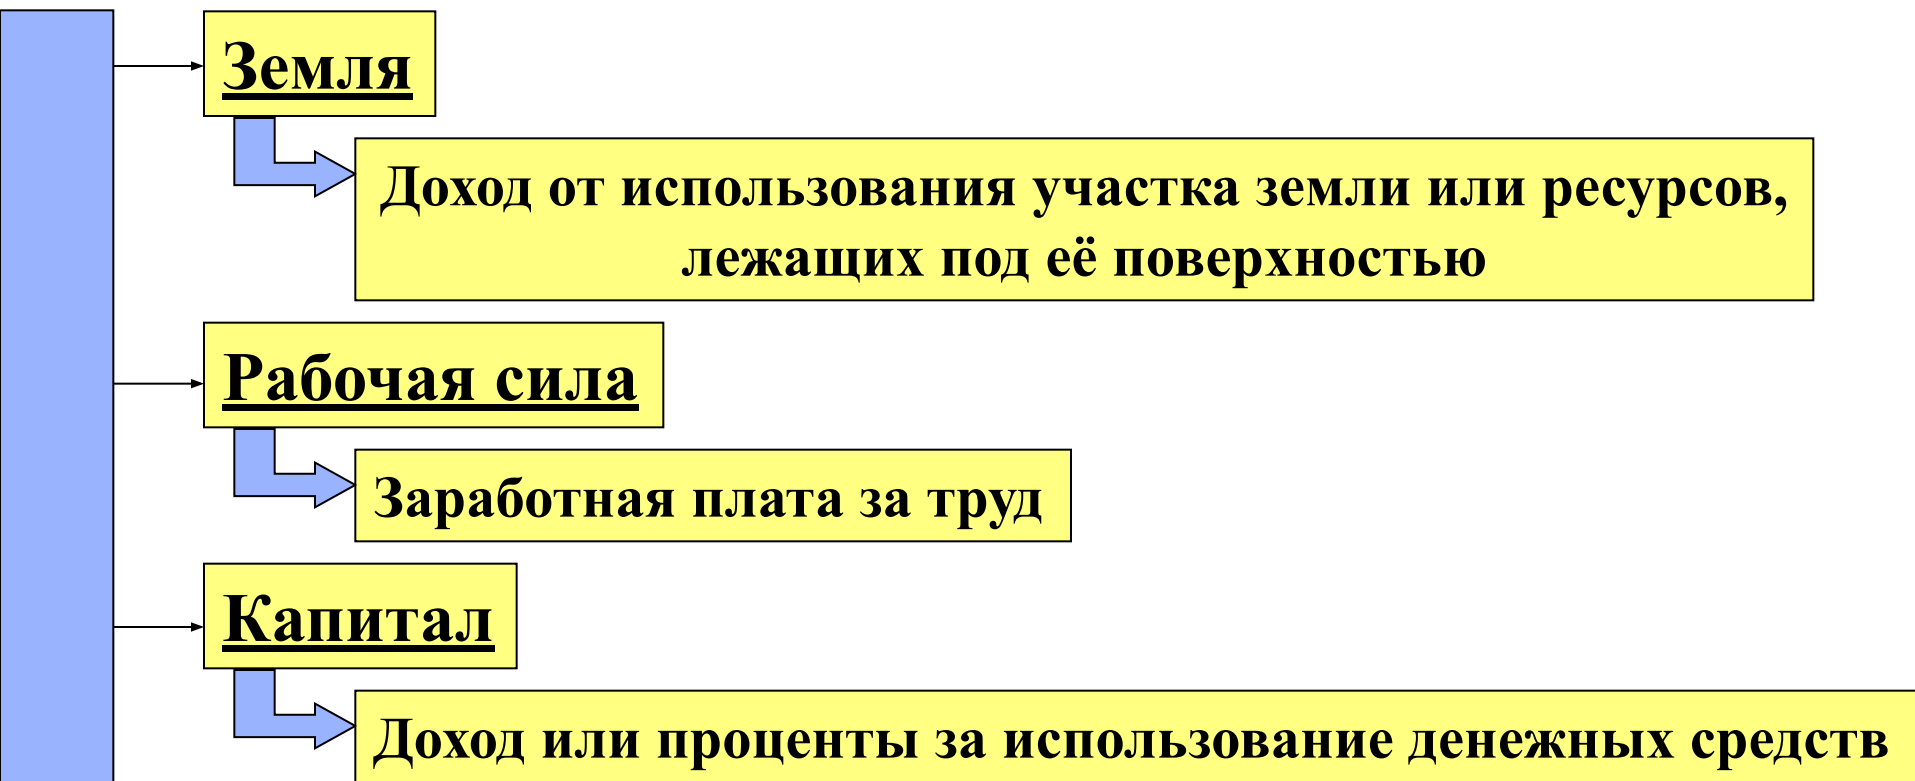 Земля
Доход от использования участка земли или ресурсов,
лежащих под её поверхностью
Рабочая сила
Заработная плата за труд
Капитал
Доход или проценты за использование денежных средств